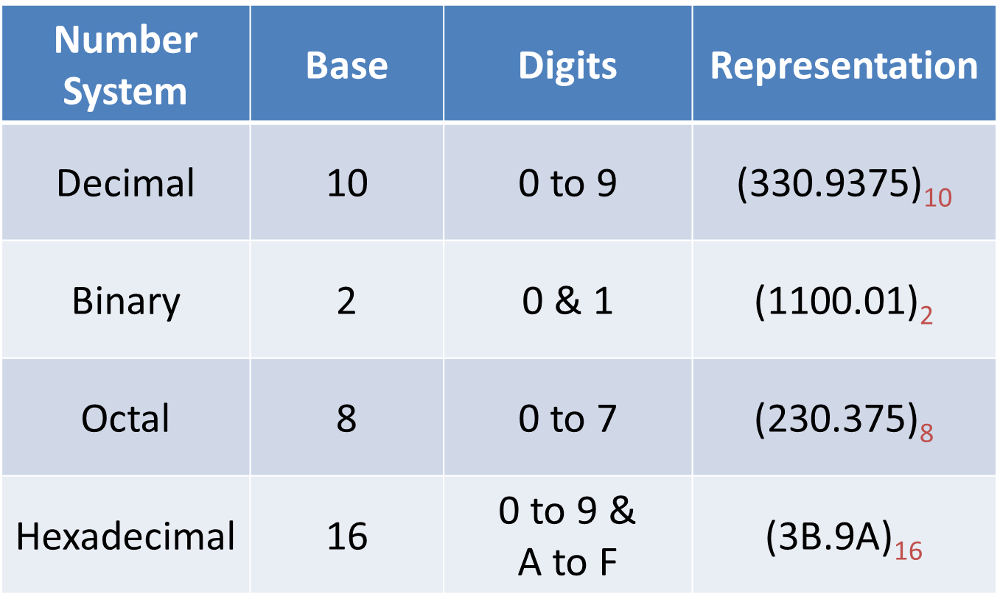 Number System
Base
Digits
Representation
Decimal
10
0 to 9
(330.9375)10
Binary
2
0 & 1
(1100.01)2
Octal
8
0 to 7
(230.375)8
Hexadecimal
16
0 to 9 &
A to F
(3B.9A)16